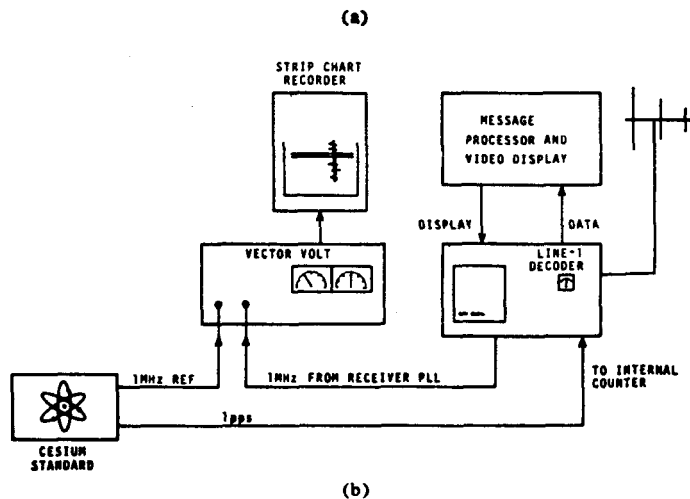 (a)
STRIP CHART
RECORDER
MESSAGE
PROCESSOR AND
VIDEO DISPLAY
DISPLAY
DATA
VECTOR VOLT
LINE-1
DECODER
1MHz REF
1MHz FROM RECEIVER PLL
TO INTERNAL
COUNTER
1pps
CESIUM
STANDARD
(b)